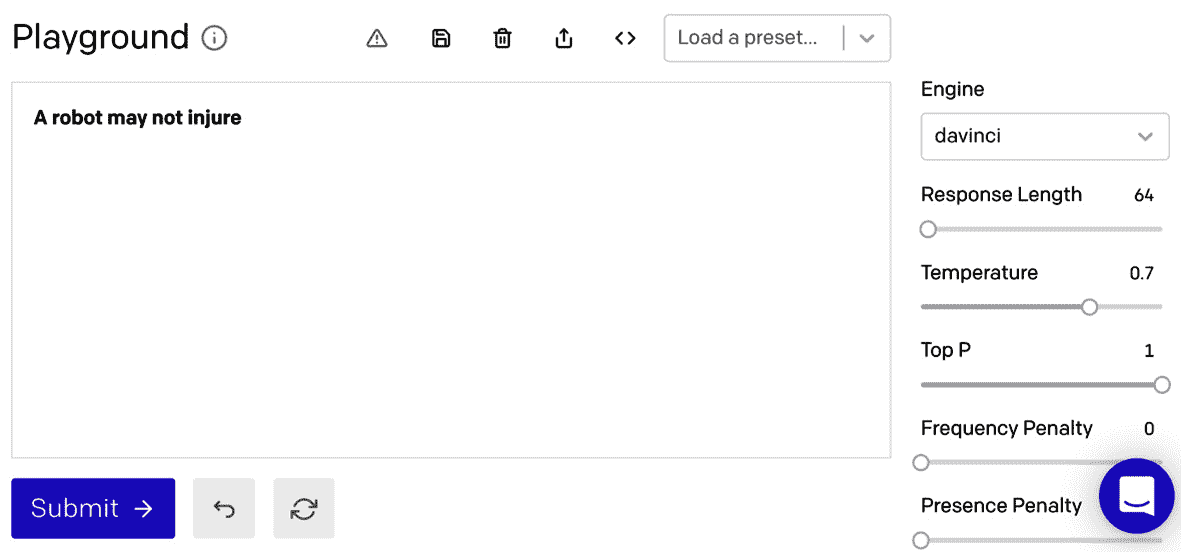 Playground
Load a preset...
A robot may not injure
Engine
davinci
Response Length 64
Temperature 0.7
Top P 1
Frequency Penalty 0
Presence Penalty
Submit